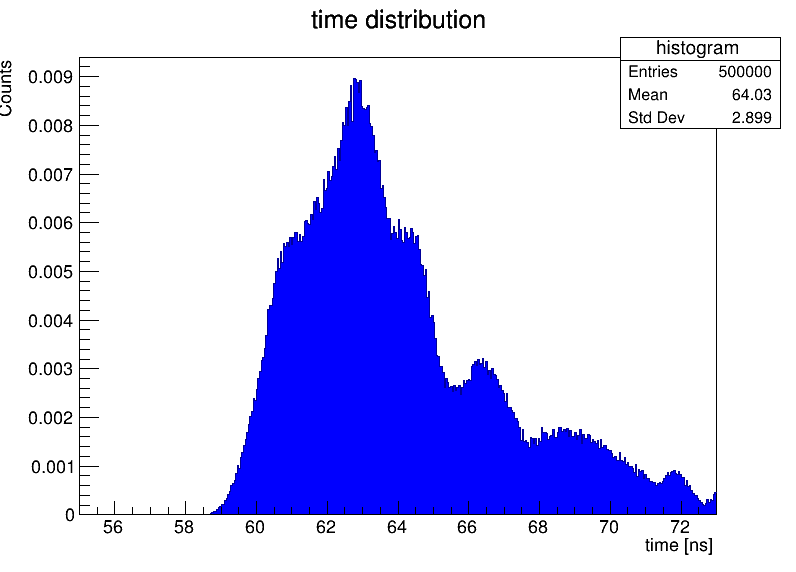 time distribution
histogram
Entries 500000
Mean 64.03
Std Dev 2.899
Counts
0.009
0.008
0.007
0.006
0.005
0.004
0.003
0.002
0.001
0
56 58 60 62 64 66 68 70 72
time [ns]